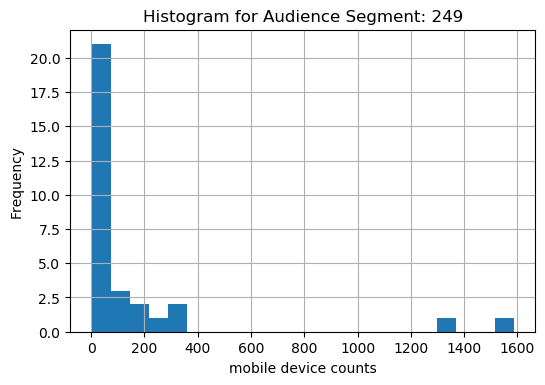 Histogram for Audience Segment: 249
20.0
17.5
15.0
12.5
10.0
7.5
5.0
2.5
0.0
Frequency
0 200 400 600 800 1000 1200 1400 1600
mobile device counts